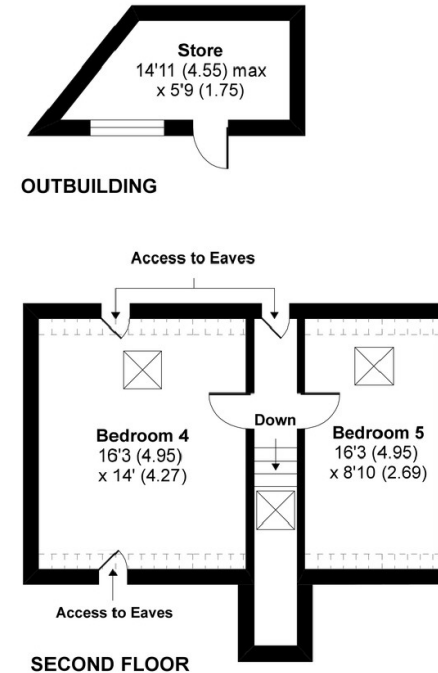 Store
14'11 (4.55) max
x 5'9 (1.75)
OUTBUILDING
Access to Eaves
Down
Bedroom 4
16'3 (4.95)
x 14' (4.27)
Bedroom 5
16'3 (4.95)
x 8'10 (2.69)
Access to Eaves
SECOND FLOOR